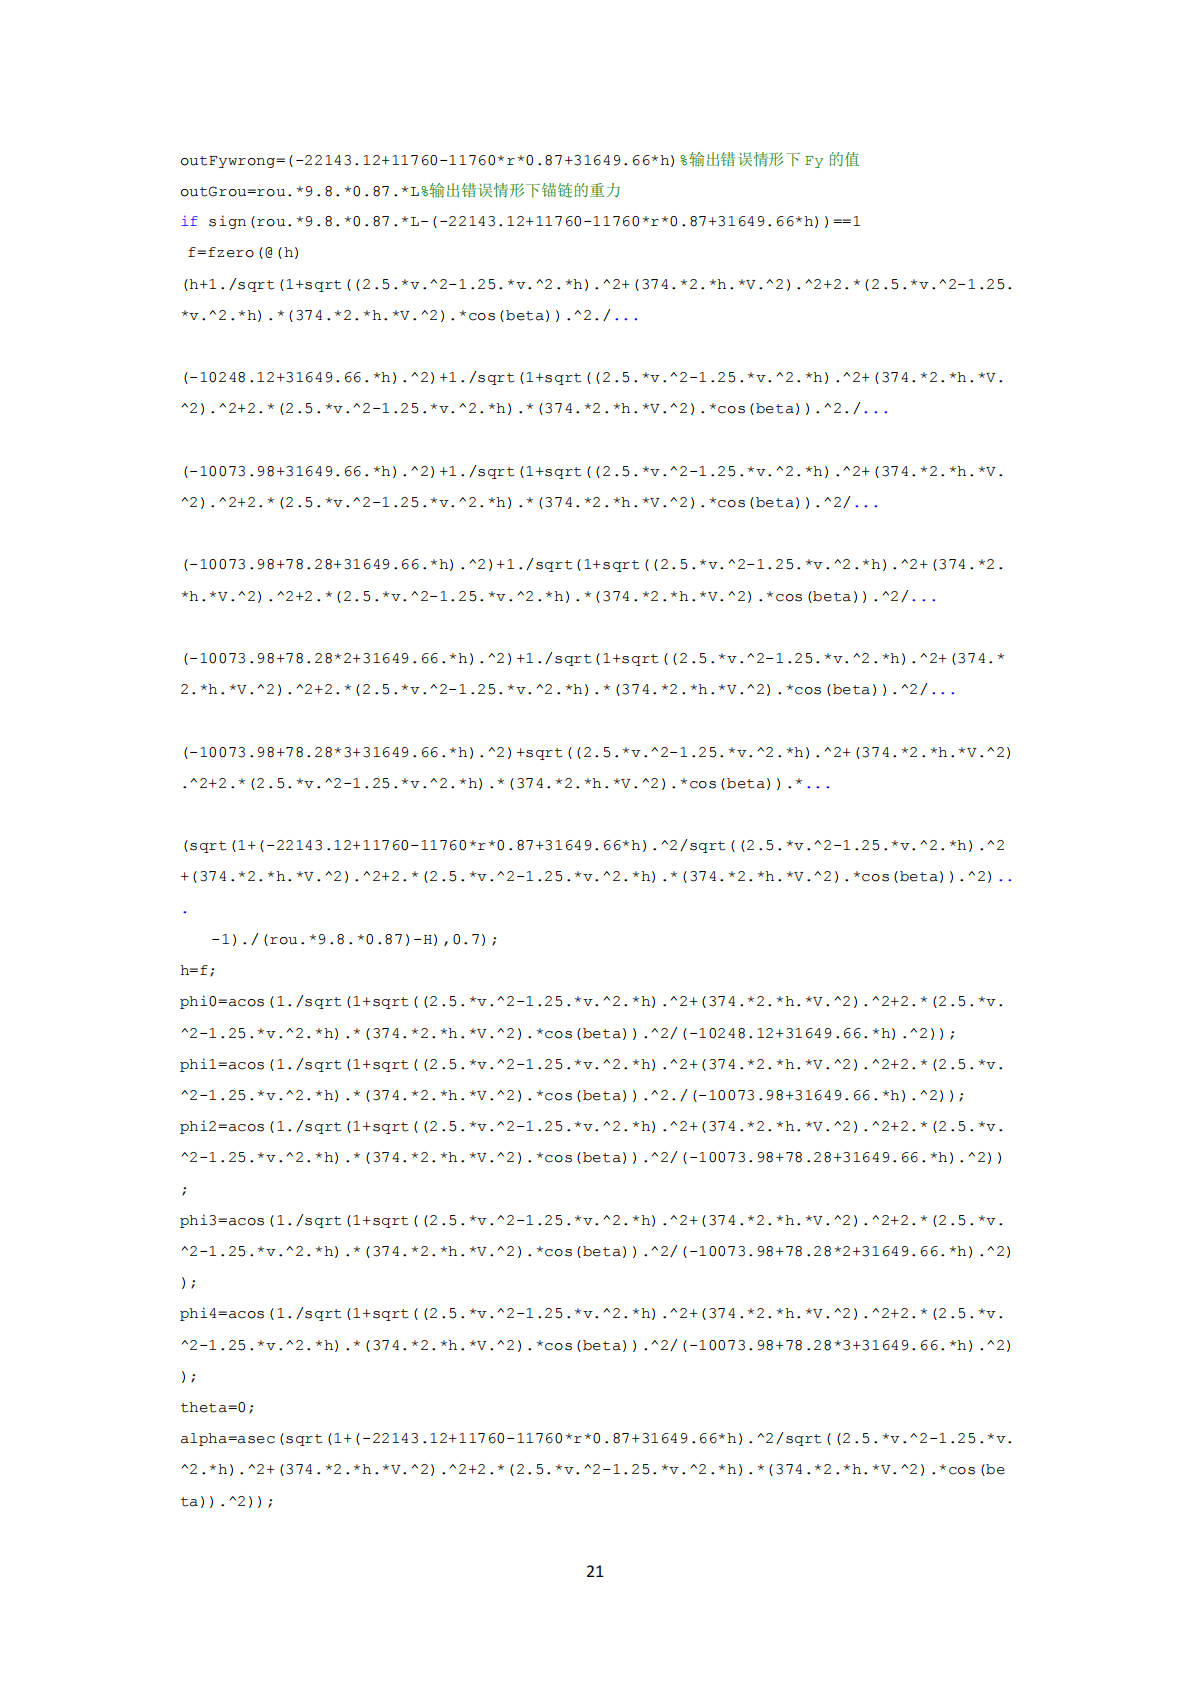 outFywrong=(-22143.12+11760-11760*r*0.87+31649.66*h)%输出错误情形下 Fy 的值
outGrou=rou.*9.8.*0.87.*L%输出错误情形下锚链的重力
if sign(rou.*9.8.*0.87.*L-(-22143.12+11760-11760*r*0.87+31649.66*h))==1
f=fzero(@(h)
(h+1./sqrt(1+sqrt((2.5.*v.^2-1.25.*v.^2.*h).^2+(374.*2.*h.*V.^2).^2+2.*(2.5.*v.^2-1.25.
*v.^2.*h).*(374.*2.*h.*V.^2).*cos(beta)).^2./...
(-10248.12+31649.66.*h).^2)+1./sqrt(1+sqrt((2.5.*v.^2-1.25.*v.^2.*h).^2+(374.*2.*h.*V.
^2).^2+2.*(2.5.*v.^2-1.25.*v.^2.*h).*(374.*2.*h.*V.^2).*cos(beta)).^2./...
(-10073.98+31649.66.*h).^2)+1./sqrt(1+sqrt((2.5.*v.^2-1.25.*v.^2.*h).^2+(374.*2.*h.*V.
^2).^2+2.*(2.5.*v.^2-1.25.*v.^2.*h).*(374.*2.*h.*V.^2).*cos(beta)).^2/...
(-10073.98+78.28+31649.66.*h).^2)+1./sqrt(1+sqrt((2.5.*v.^2-1.25.*v.^2.*h).^2+(374.*2.
*h.*V.^2).^2+2.*(2.5.*v.^2-1.25.*v.^2.*h).*(374.*2.*h.*V.^2).*cos(beta)).^2/...
(-10073.98+78.28*2+31649.66.*h).^2)+1./sqrt(1+sqrt((2.5.*v.^2-1.25.*v.^2.*h).^2+(374.*
2.*h.*V.^2).^2+2.*(2.5.*v.^2-1.25.*v.^2.*h).*(374.*2.*h.*V.^2).*cos(beta)).^2/...
(-10073.98+78.28*3+31649.66.*h).^2)+sqrt((2.5.*v.^2-1.25.*v.^2.*h).^2+(374.*2.*h.*V.^2)
.^2+2.*(2.5.*v.^2-1.25.*v.^2.*h).*(374.*2.*h.*V.^2).*cos(beta)).*...
(sqrt(1+(-22143.12+11760-11760*r*0.87+31649.66*h).^2/sqrt((2.5.*v.^2-1.25.*v.^2.*h).^2
+(374.*2.*h.*V.^2).^2+2.*(2.5.*v.^2-1.25.*v.^2.*h).*(374.*2.*h.*V.^2).*cos(beta)).^2)..
.
-1)./(rou.*9.8.*0.87)-H),0.7);
h=f;
phi0=acos(1./sqrt(1+sqrt((2.5.*v.^2-1.25.*v.^2.*h).^2+(374.*2.*h.*V.^2).^2+2.*(2.5.*v.
^2-1.25.*v.^2.*h).*(374.*2.*h.*V.^2).*cos(beta)).^2/(-10248.12+31649.66.*h).^2));
phi1=acos(1./sqrt(1+sqrt((2.5.*v.^2-1.25.*v.^2.*h).^2+(374.*2.*h.*V.^2).^2+2.*(2.5.*v.
^2-1.25.*v.^2.*h).*(374.*2.*h.*V.^2).*cos(beta)).^2./(-10073.98+31649.66.*h).^2));
phi2=acos(1./sqrt(1+sqrt((2.5.*v.^2-1.25.*v.^2.*h).^2+(374.*2.*h.*V.^2).^2+2.*(2.5.*v.
^2-1.25.*v.^2.*h).*(374.*2.*h.*V.^2).*cos(beta)).^2/(-10073.98+78.28+31649.66.*h).^2))
;
phi3=acos(1./sqrt(1+sqrt((2.5.*v.^2-1.25.*v.^2.*h).^2+(374.*2.*h.*V.^2).^2+2.*(2.5.*v.
^2-1.25.*v.^2.*h).*(374.*2.*h.*V.^2).*cos(beta)).^2/(-10073.98+78.28*2+31649.66.*h).^2)
);
phi4=acos(1./sqrt(1+sqrt((2.5.*v.^2-1.25.*v.^2.*h).^2+(374.*2.*h.*V.^2).^2+2.*(2.5.*v.
^2-1.25.*v.^2.*h).*(374.*2.*h.*V.^2).*cos(beta)).^2/(-10073.98+78.28*3+31649.66.*h).^2)
);
theta=0;
alpha=asec(sqrt(1+(-22143.12+11760-11760*r*0.87+31649.66*h).^2/sqrt((2.5.*v.^2-1.25.*v.
^2.*h).^2+(374.*2.*h.*V.^2).^2+2.*(2.5.*v.^2-1.25.*v.^2.*h).*(374.*2.*h.*V.^2).*cos(be
ta)).^2));
21